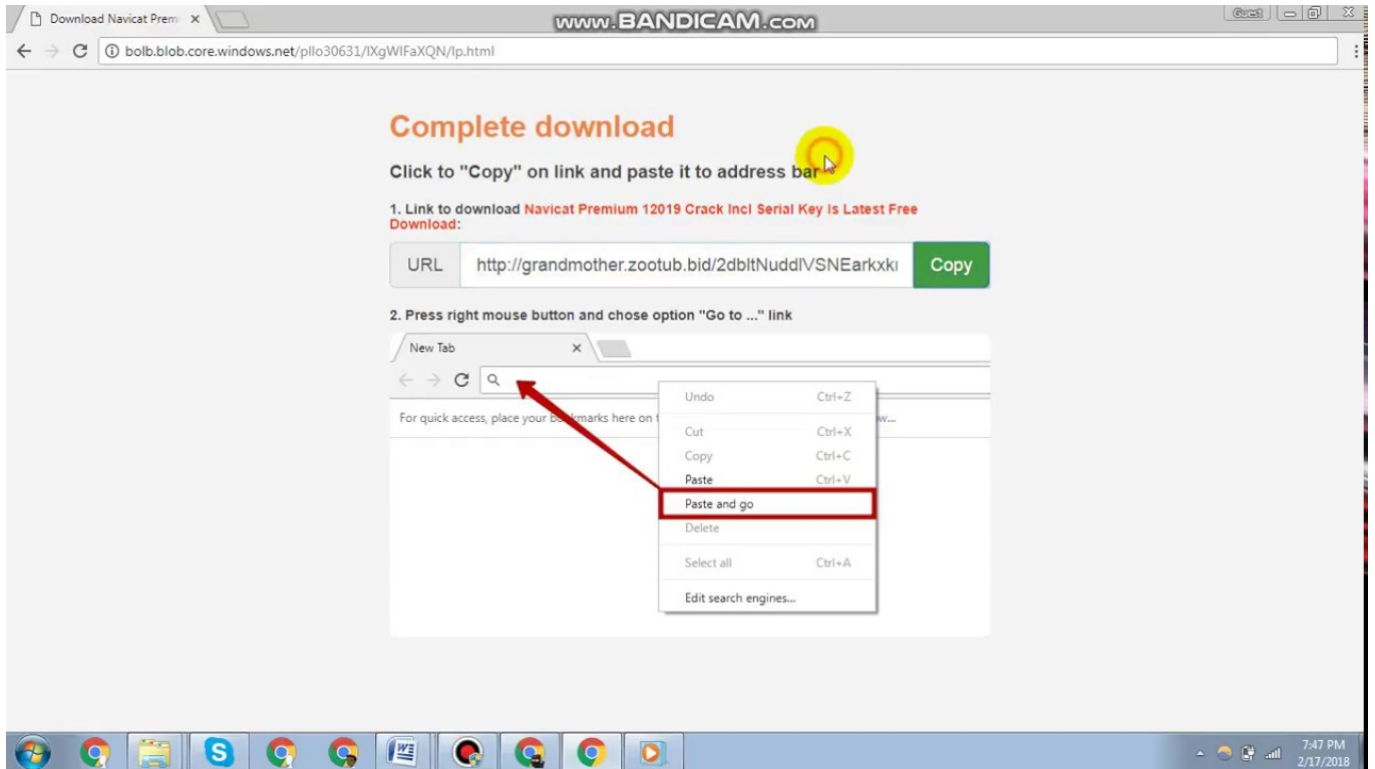 Download Navicat Prem
www.BANDICAM.com
Guest
bolb.blob.core.windows.net/pllo30631/IXgWIFaXQN/lp.html
Complete download
Click to "Copy" on link and paste it to address bar
1. Link to download Navicat Premium 12019 Crack Incl Serial Key Is Latest Free
Download:
URL
http://grandmother.zootub.bid/2dbltNuddlVSNEarkxkı
Copy
2. Press right mouse button and chose option "Go to ..." link
New Tab
For quick access, place your bookmarks here on
w...
Undo Ctrl+Z
Cut Ctrl+X
Copy Ctrl+C
Paste Ctrl+V
Paste and go
Delete
Select all Ctrl+A
Edit search engines...
7:47 PM
2/17/2018